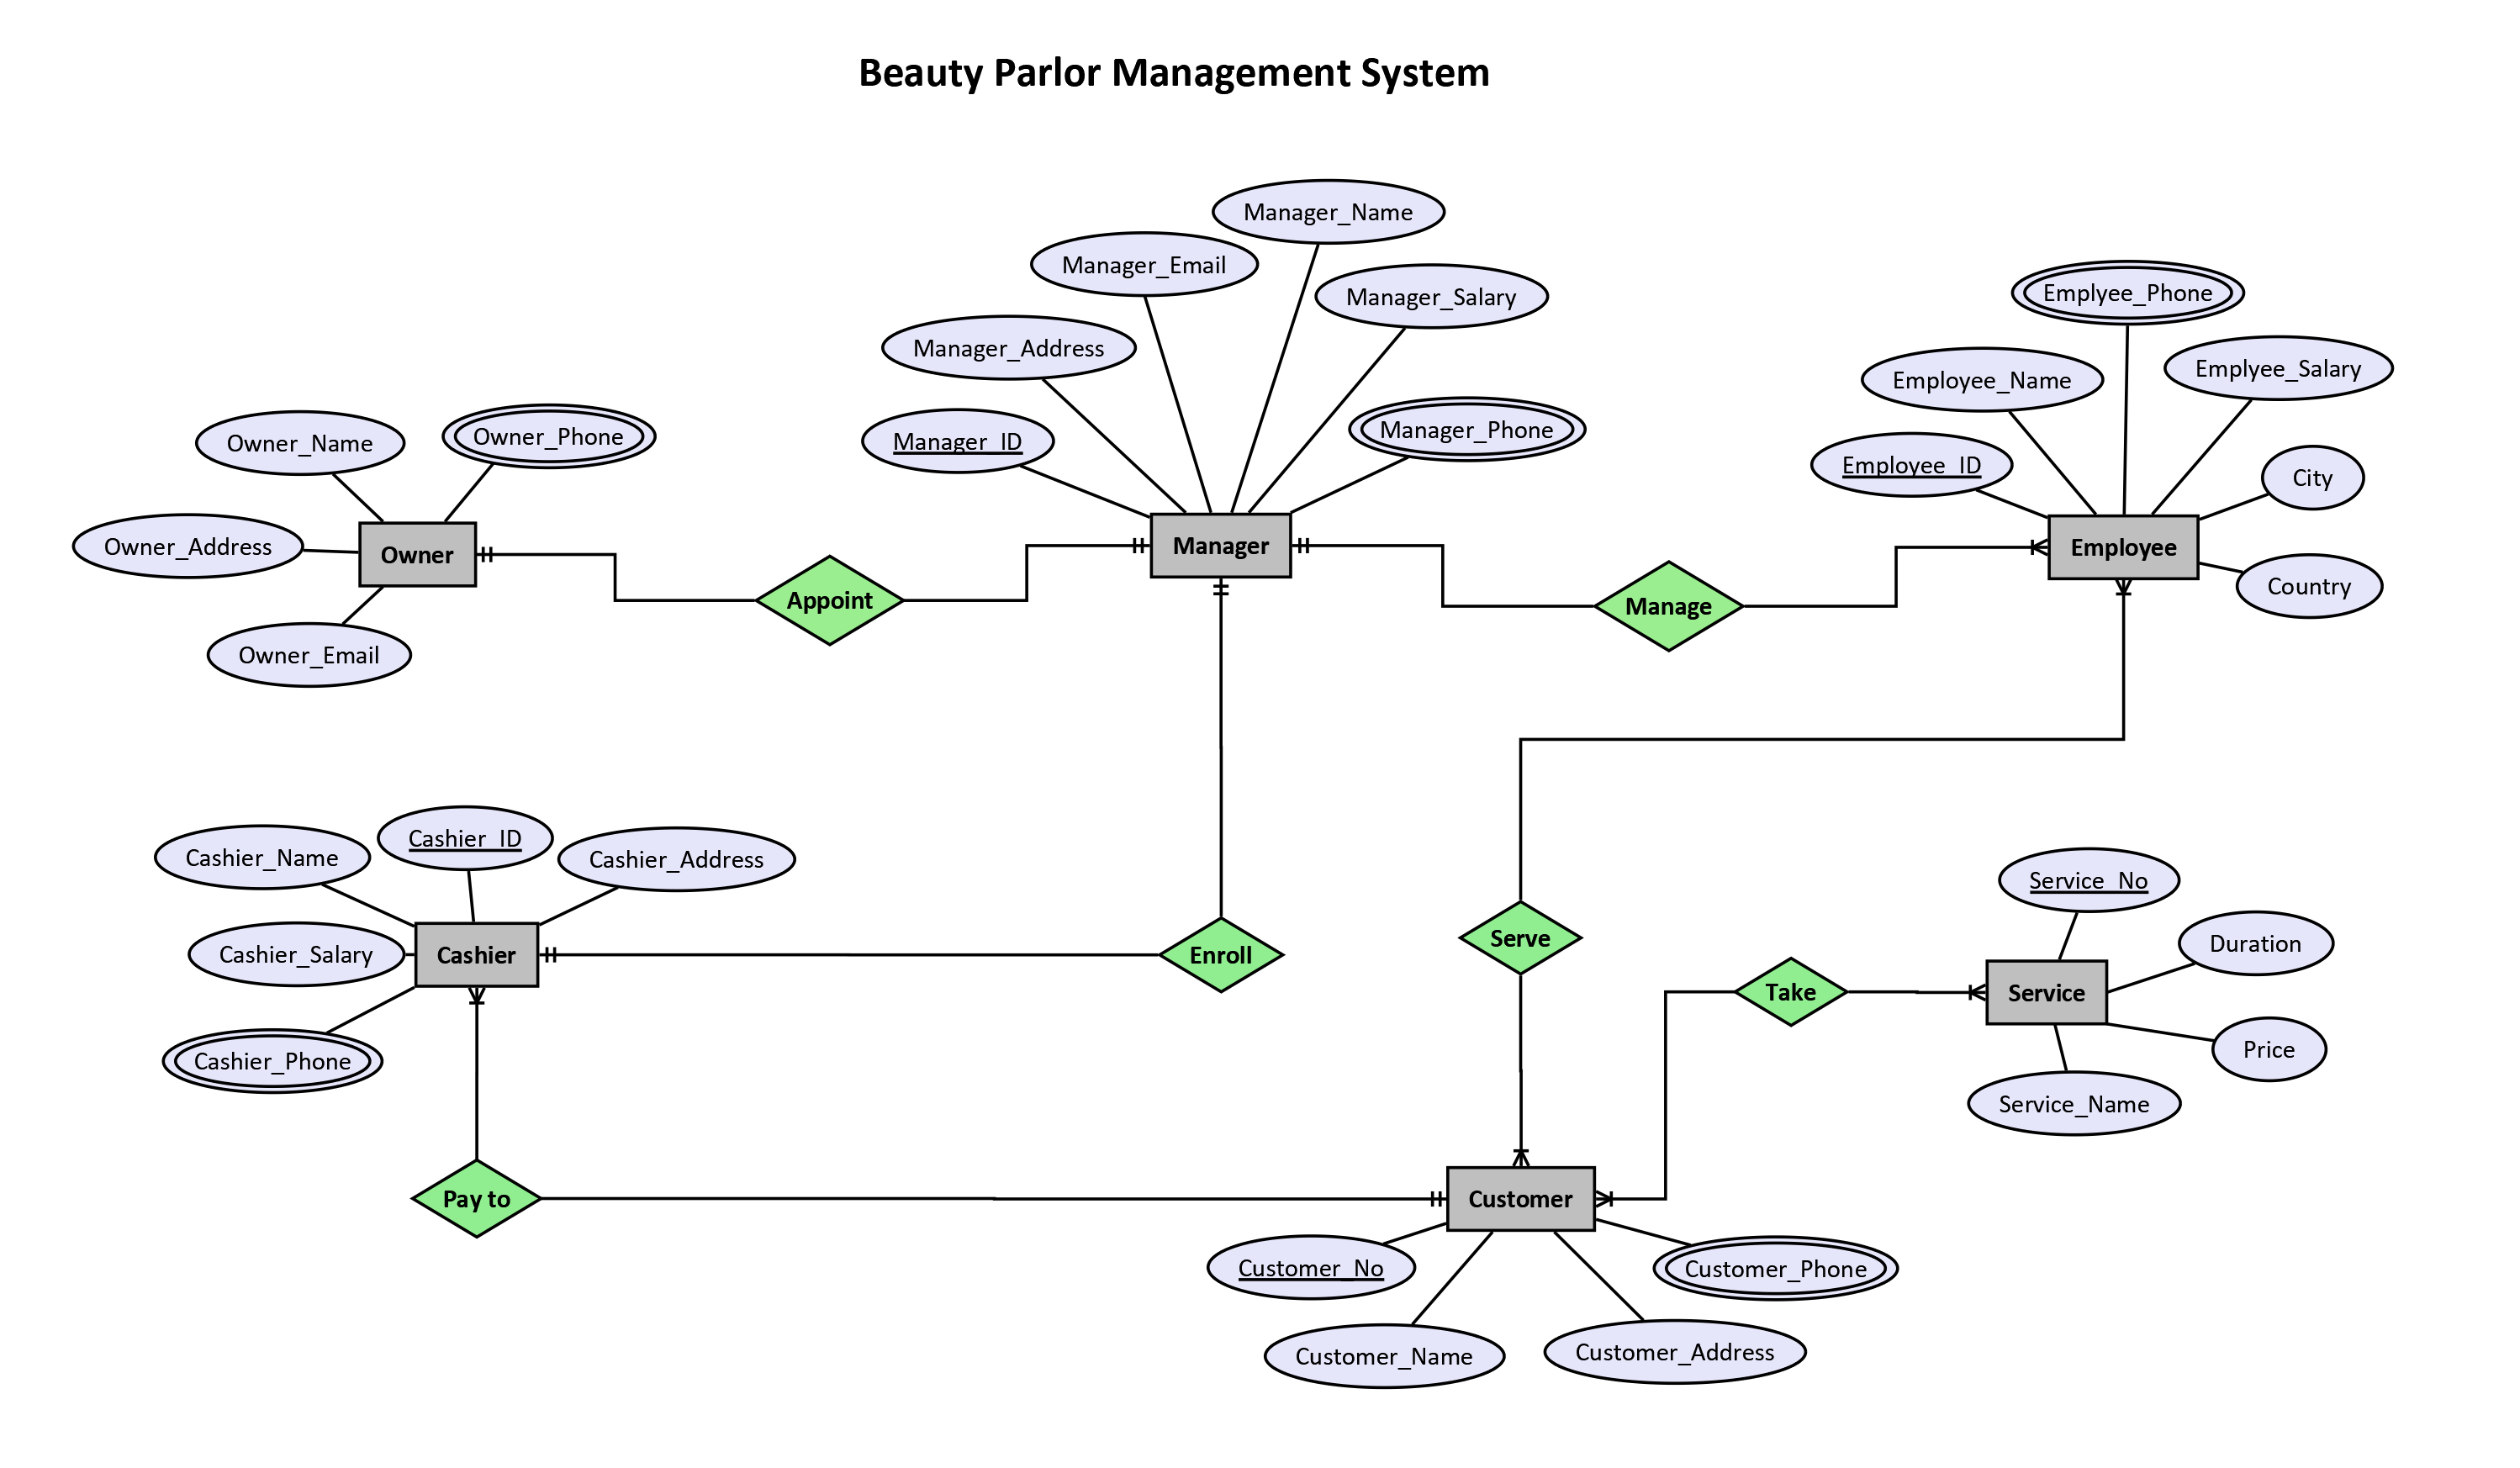 Beauty Parlor Management System
Manager_Name
Manager_Email
Manager_Salary
Manager_Address
Manager_ID
Manager_Phone
Manager
Emplyee_Phone
Employee_Name
Emplyee_Salary
Employee_ID
City
Employee
Country
Owner_Name
Owner_Phone
Owner_Address
Owner
Owner_Email
Appoint
Manage
Cashier_Name
Cashier_ID
Cashier_Address
Cashier_Salary
Cashier
Cashier_Phone
Enroll
Serve
Take
Service_No
Duration
Service
Price
Service_Name
Pay to
Customer
Customer_No
Customer_Phone
Customer_Name
Customer_Address